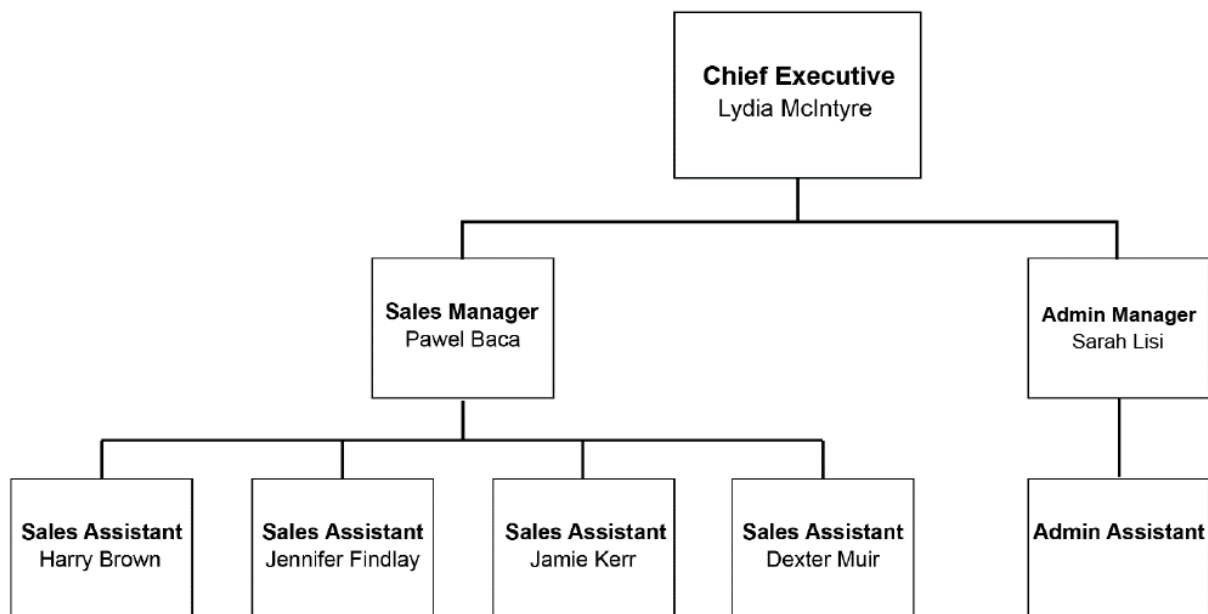 Chief Executive
Lydia McIntyre
Sales Manager
Pawel Baca
Admin Manager
Sarah Lisi
Sales Assistant
Harry Brown
Sales Assistant
Jennifer Findlay
Sales Assistant
Jamie Kerr
Sales Assistant
Dexter Muir
Admin Assistant